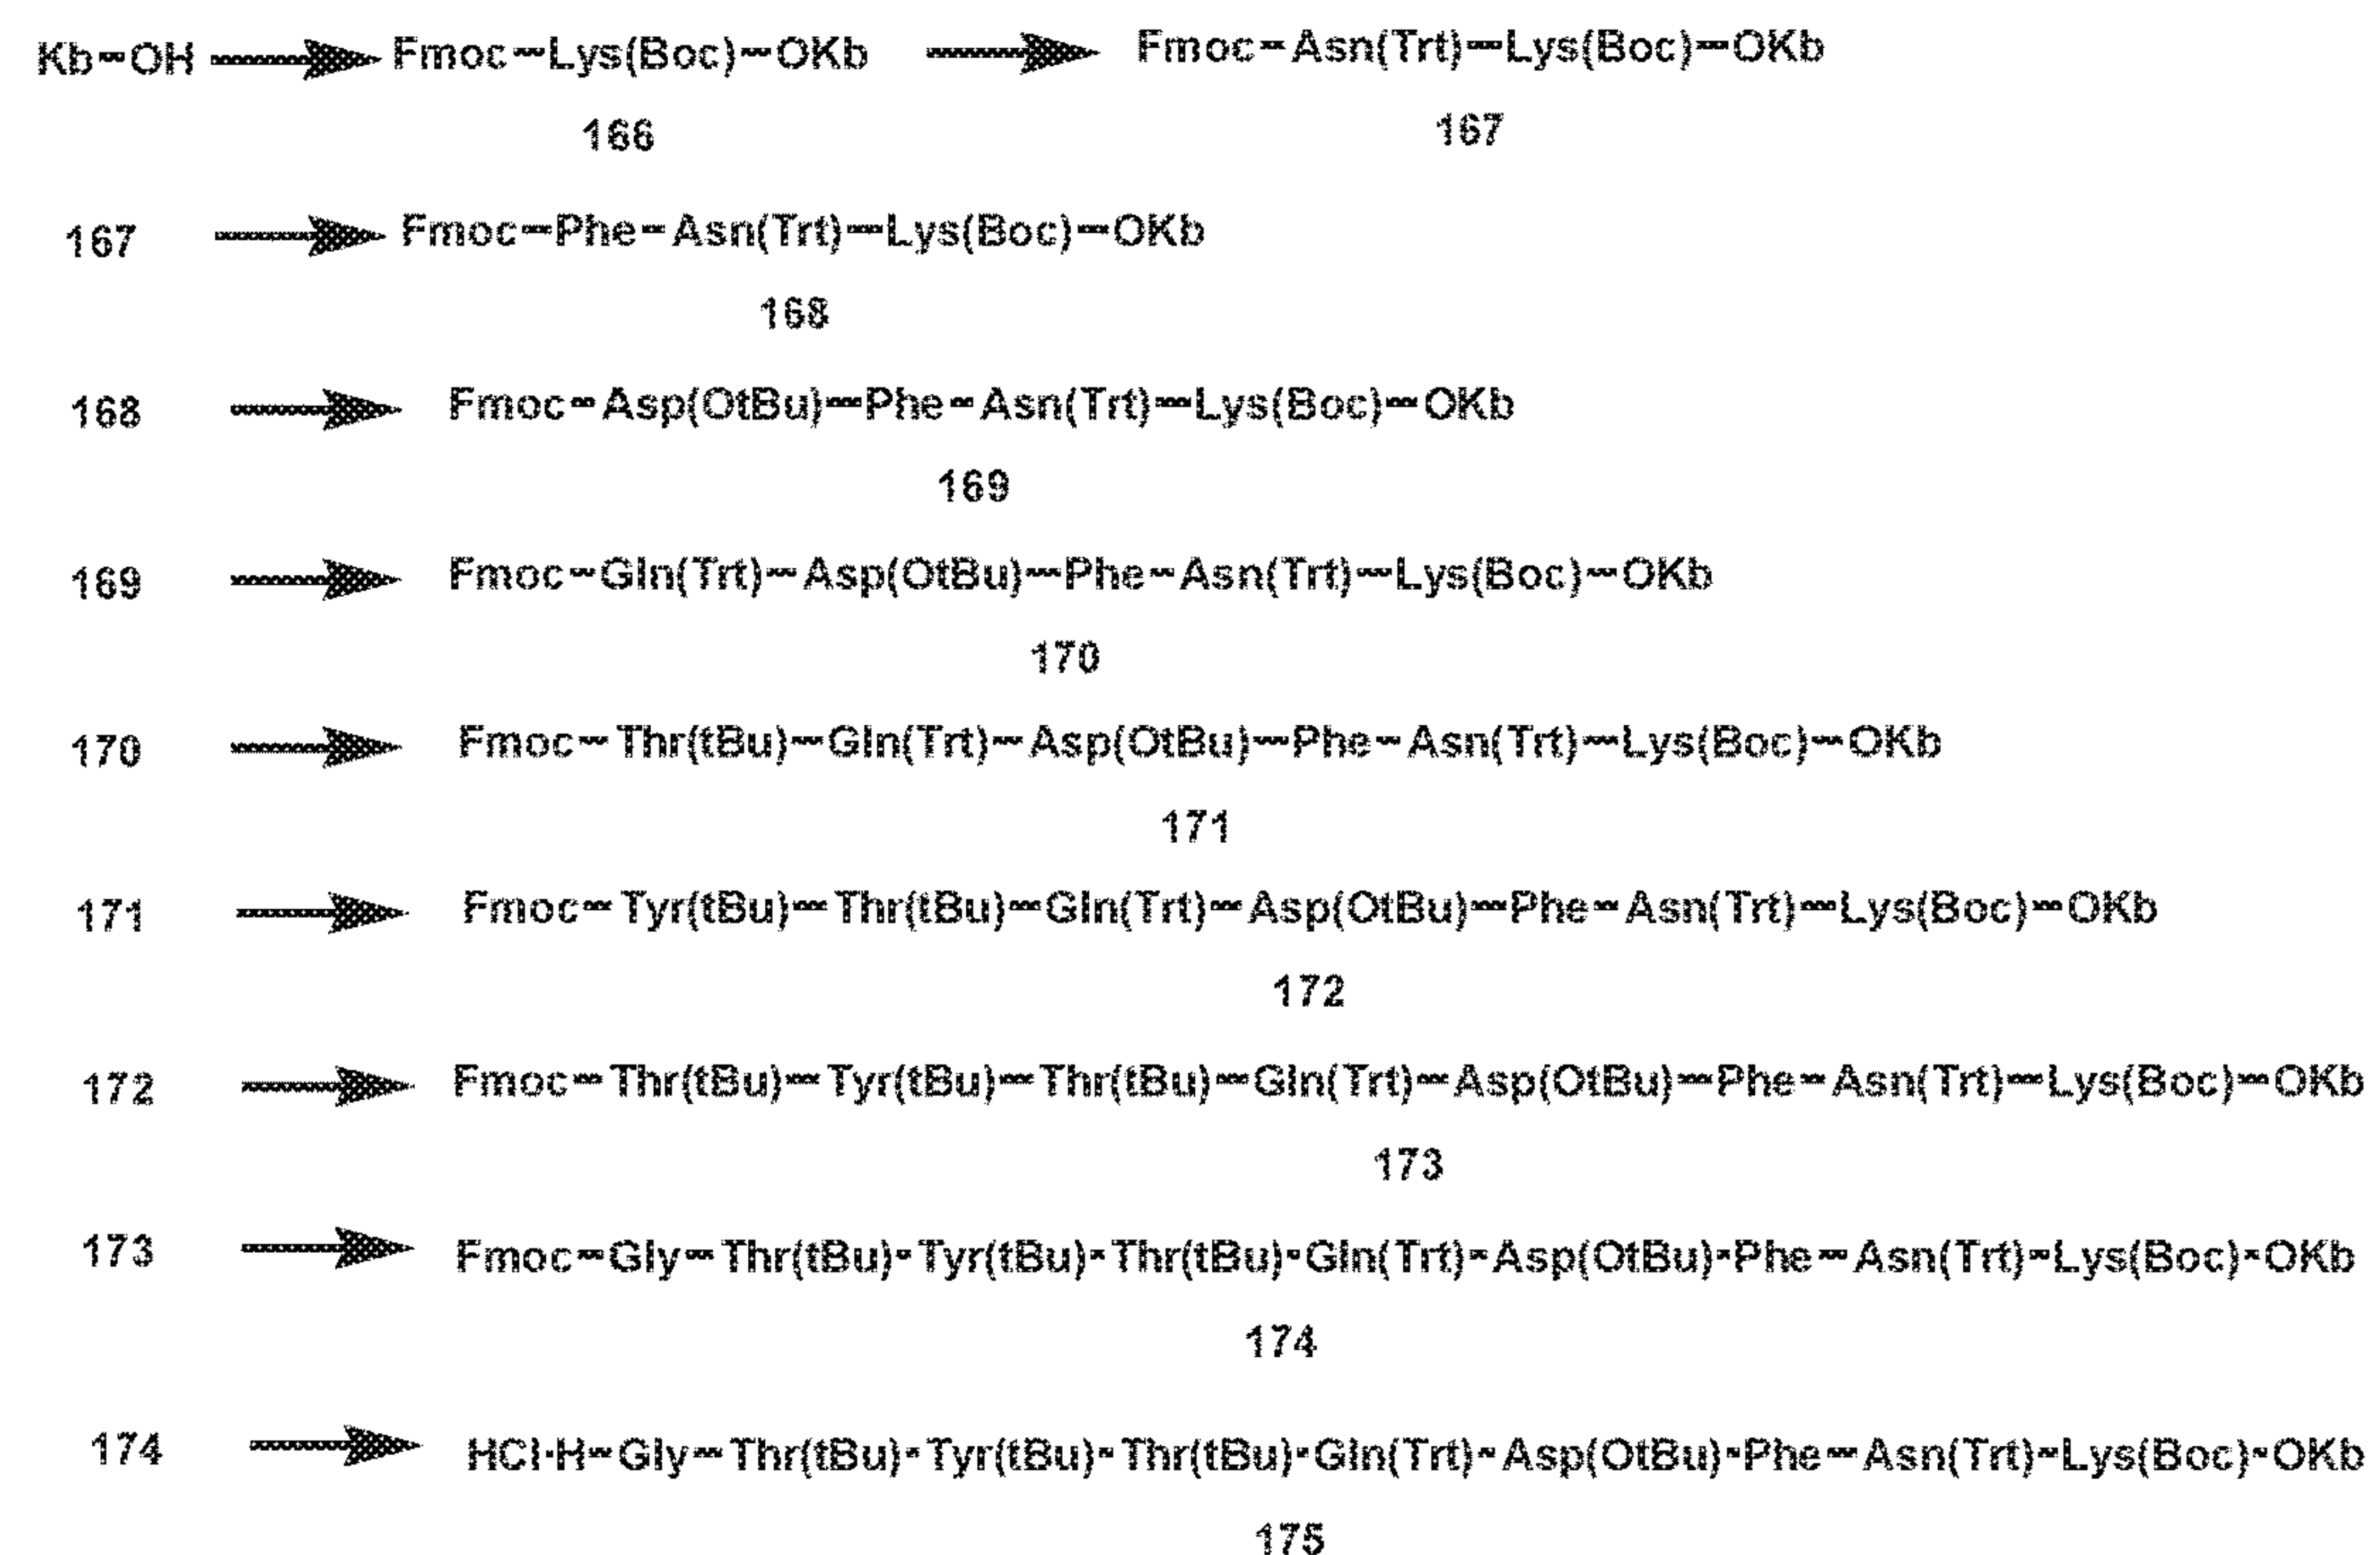 Kb-OH Fmoc-Lys(Boc)-OKb Fmoc-Asn(Trt)-Lys(Boc)-OKb
166 167
167 Fmoc-Phe-Asn(Trt)-Lys(Boc)-OKb
168
168 Fmoc-Asp(OtBu)-Phe-Asn(Trt)-Lys(Boc)-OKb
169
169 Fmoc-Gln(Trt)-Asp(OtBu)-Phe-Asn(Trt)-Lys(Boc)-OKb
170
170 Fmoc-Thr(tBu)-Gln(Trt)-Asp(OtBu)-Phe-Asn(Trt)-Lys(Boc)-OKb
171
171 Fmoc-Tyr(tBu)-Thr(tBu)-Gln(Trt)-Asp(OtBu)-Phe-Asn(Trt)-Lys(Boc)-OKb
172
172 Fmoc-Thr(tBu)-Tyr(tBu)-Thr(tBu)-Gln(Trt)-Asp(OtBu)-Phe-Asn(Trt)-Lys(Boc)-OKb
173
173 Fmoc-Gly-Thr(tBu)-Tyr(tBu)-Thr(tBu)-Gln(Trt)-Asp(OtBu)-Phe-Asn(Trt)-Lys(Boc)-OKb
174
174 HCl·H-Gly-Thr(tBu)-Tyr(tBu)-Thr(tBu)-Gln(Trt)-Asp(OtBu)-Phe-Asn(Trt)-Lys(Boc)-OKb
175